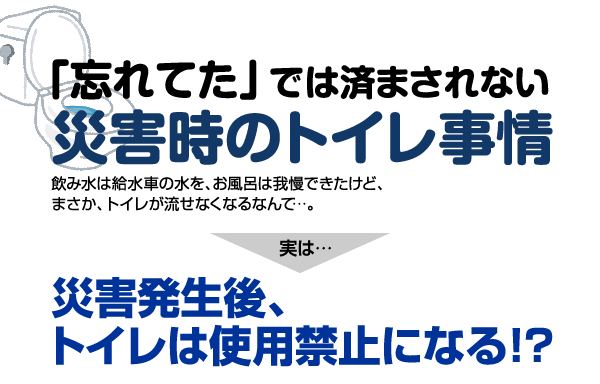 「忘れてた」では済まされない
災害時のトイレ事情
飲み水は給水車の水を、お風呂は我慢できたけど、
まさか、トイレが流せなくなるなんて…。
実は…
災害発生後、
トイレは使用禁止になる!?